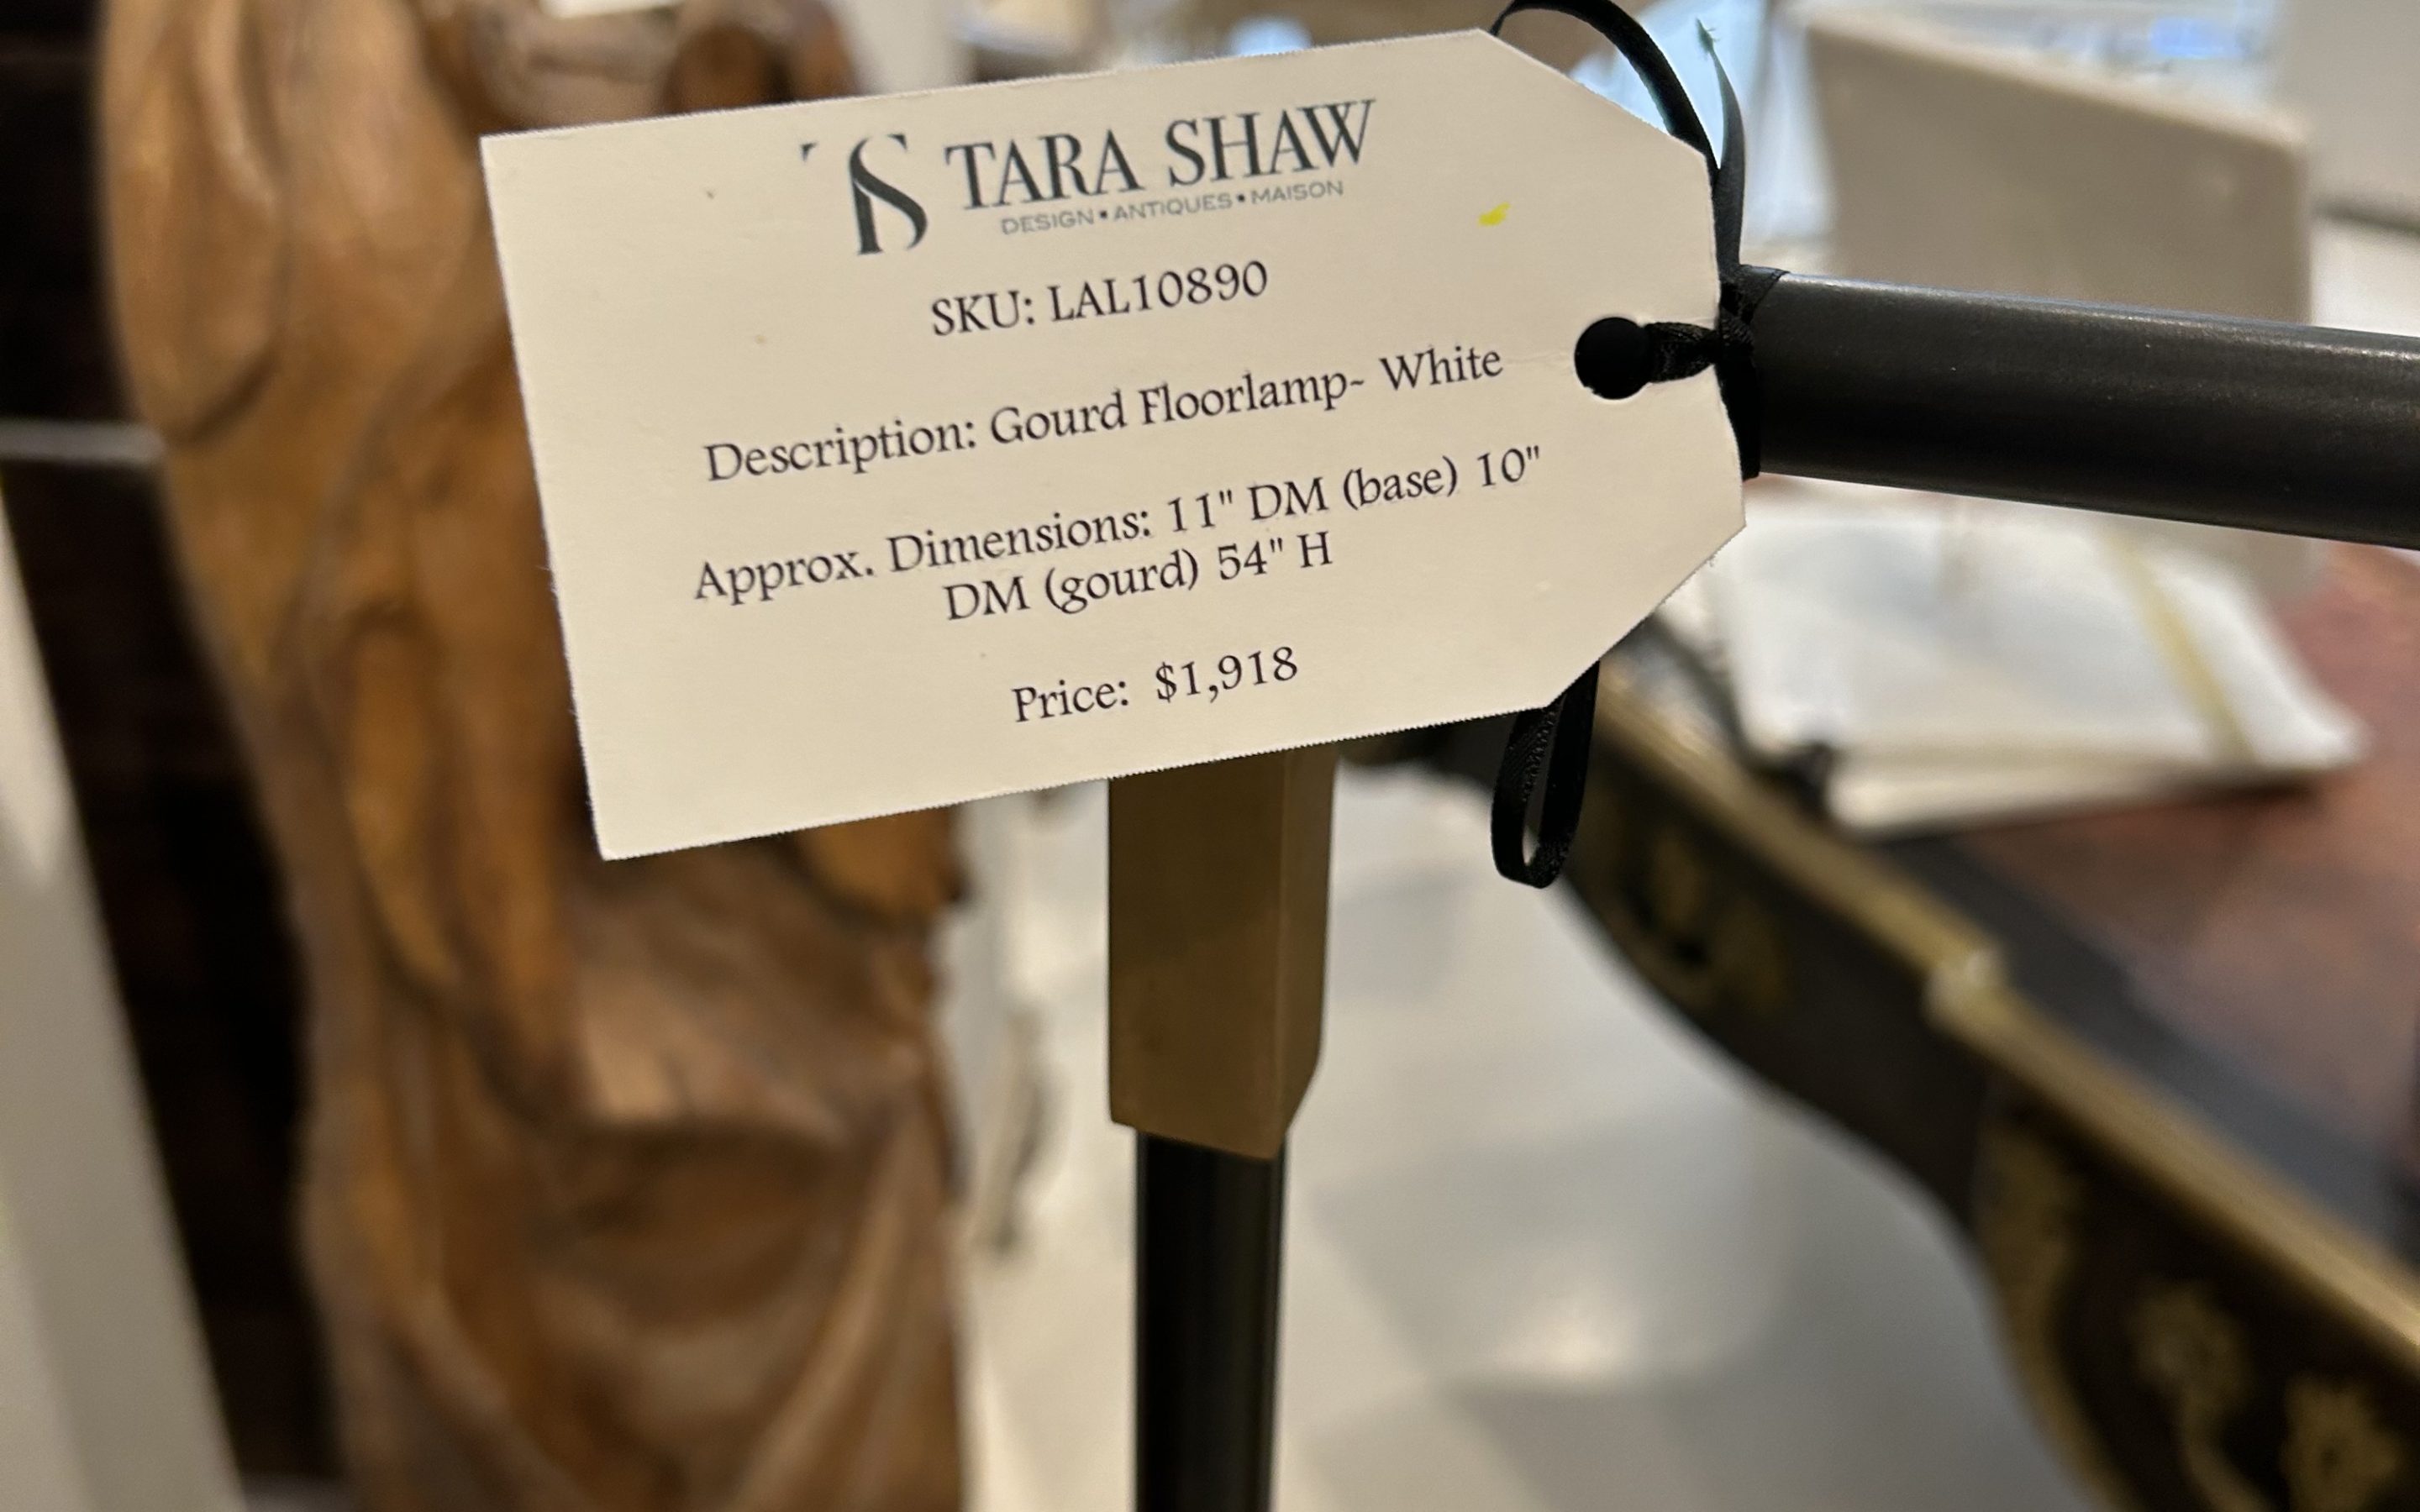 TS TARA SHAW
DESIGN • ANTIQUES • MAISON
SKU: LAL10890
Description: Gourd Floorlamp- White
Approx. Dimensions: 11" DM (base) 10"
DM (gourd) 54" H
Price: $1,918